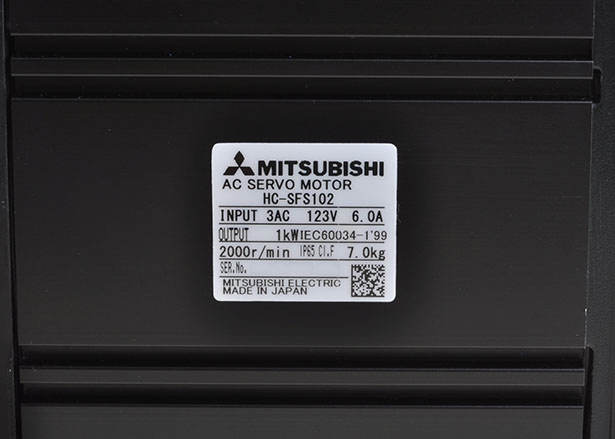 MITSUBISHI
AC SERVO MOTOR
HC-SFS102
INPUT 3AC 123V 6.0A
OUTPUT 1kW IEC60034-1'99
2000r/min IP65 Cl.F 7.0kg
SER.No.
MITSUBISHI ELECTRIC
MADE IN JAPAN